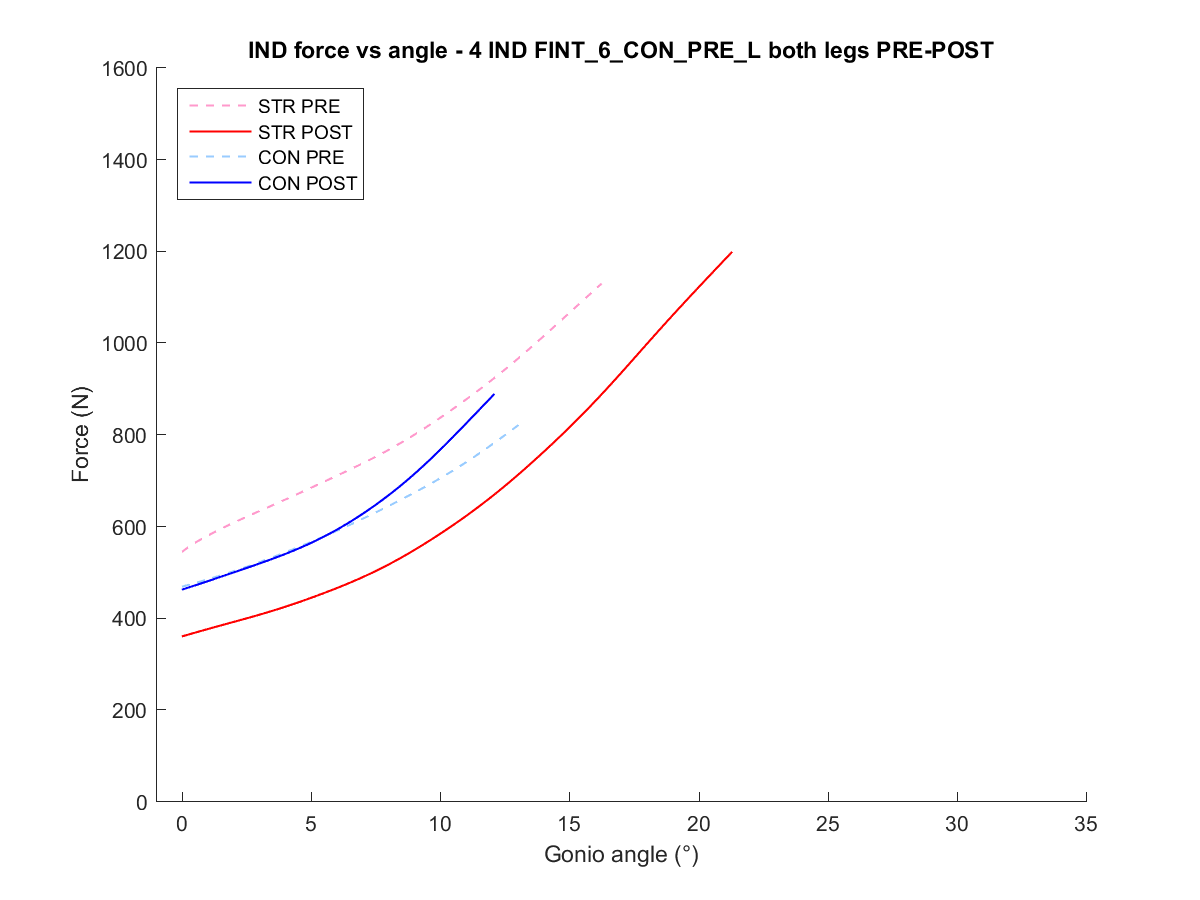 IND force vs angle - 4 IND FINT_6_CON_PRE_L both legs PRE-POST
STR PRE
STR POST
CON PRE
CON POST
1600
1400
1200
1000
800
600
400
200
0
Force (N)
0 5 10 15 20 25 30 35
Gonio angle (°)